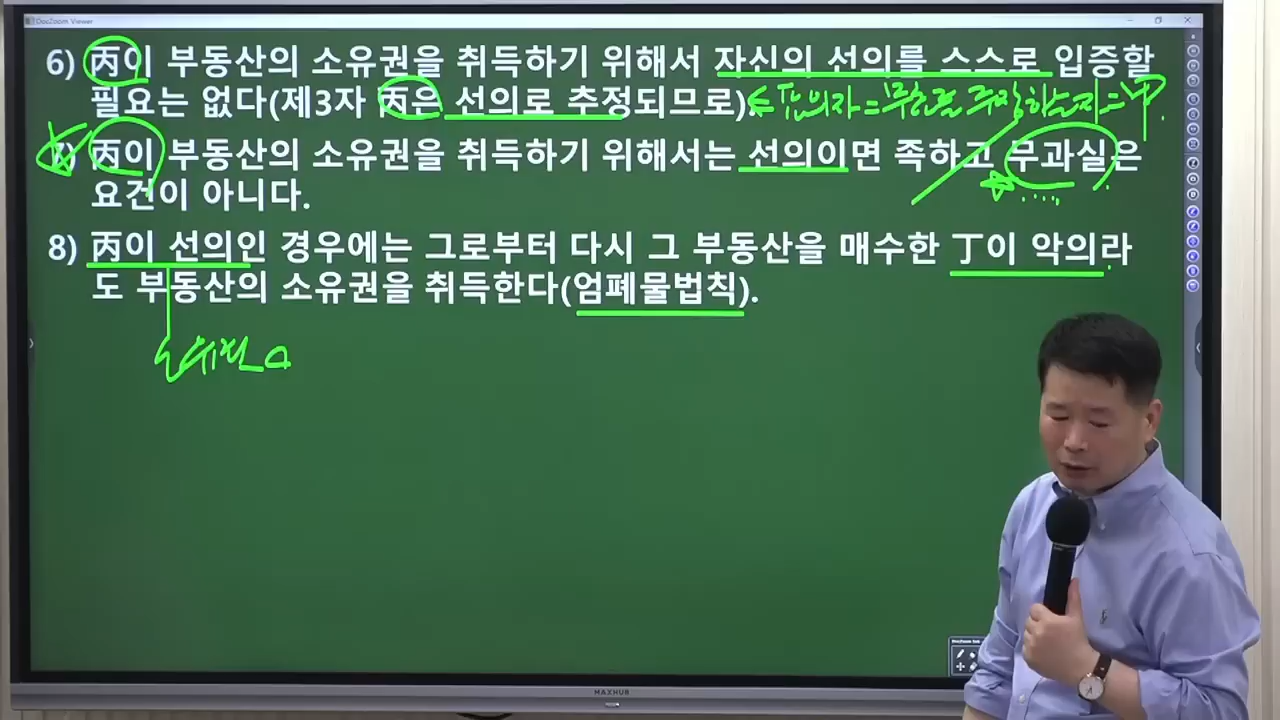 DocZoom Viewer
6) 丙이 부동산의 소유권을 취득하기 위해서 자신의 선의를 스스로 입증할
필요는 없다(제3자 丙은 선의로 추정되므로).
7) 丙이 부동산의 소유권을 취득하기 위해서는 선의이면 족하고 무과실은
요건이 아니다.
8) 丙이 선의인 경우에는 그로부터 다시 그 부동산을 매수한 丁이 악의라
도 부동산의 소유권을 취득한다(엄폐물법칙).
소유권
MAXHUB